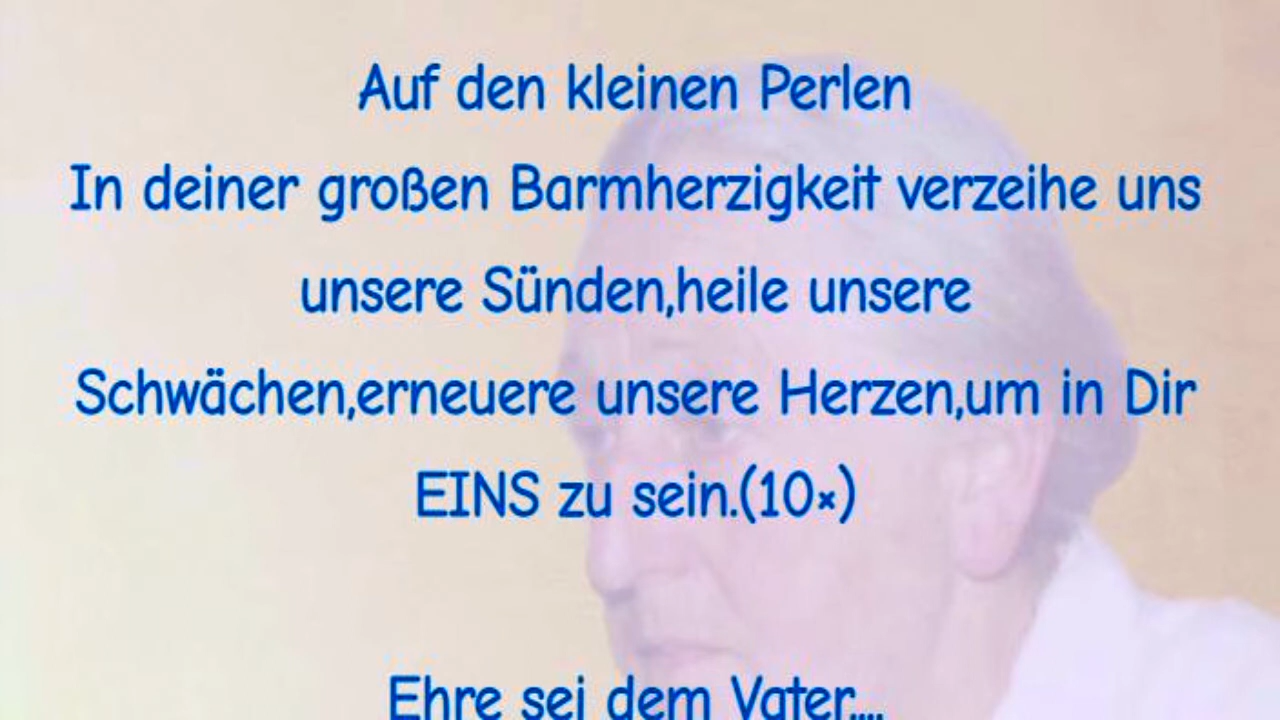 Auf den kleinen Perlen
In deiner großen Barmherzigkeit verzeihe uns
unsere Sünden,heile unsere
Schwächen,erneuere unsere Herzen,um in Dir
EINS zu sein.(10×)
Ehre sei dem Vater....